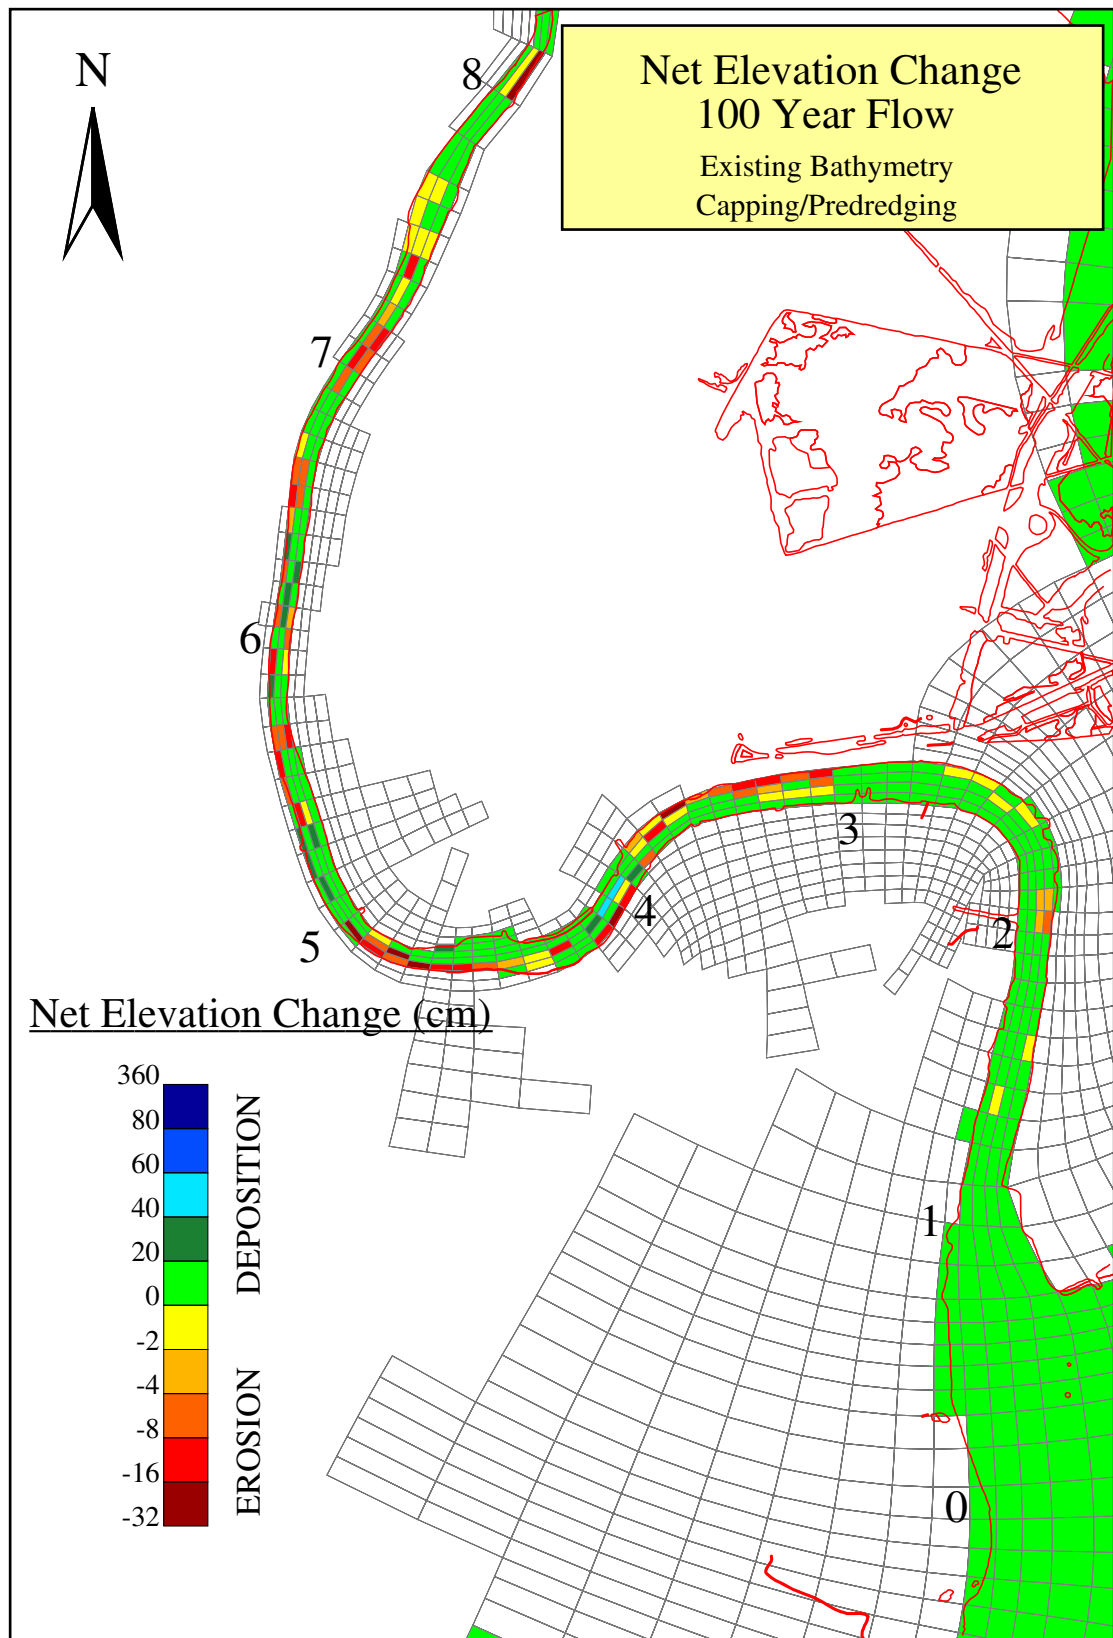 Net Elevation Change
100 Year Flow
Existing Bathymetry
Capping/Predredging
N
8
7
6
5
4
3
2
1
0
Net Elevation Change (cm)
360
80
60
40
20
0
-2
-4
-8
-16
-32
DEPOSITION
EROSION